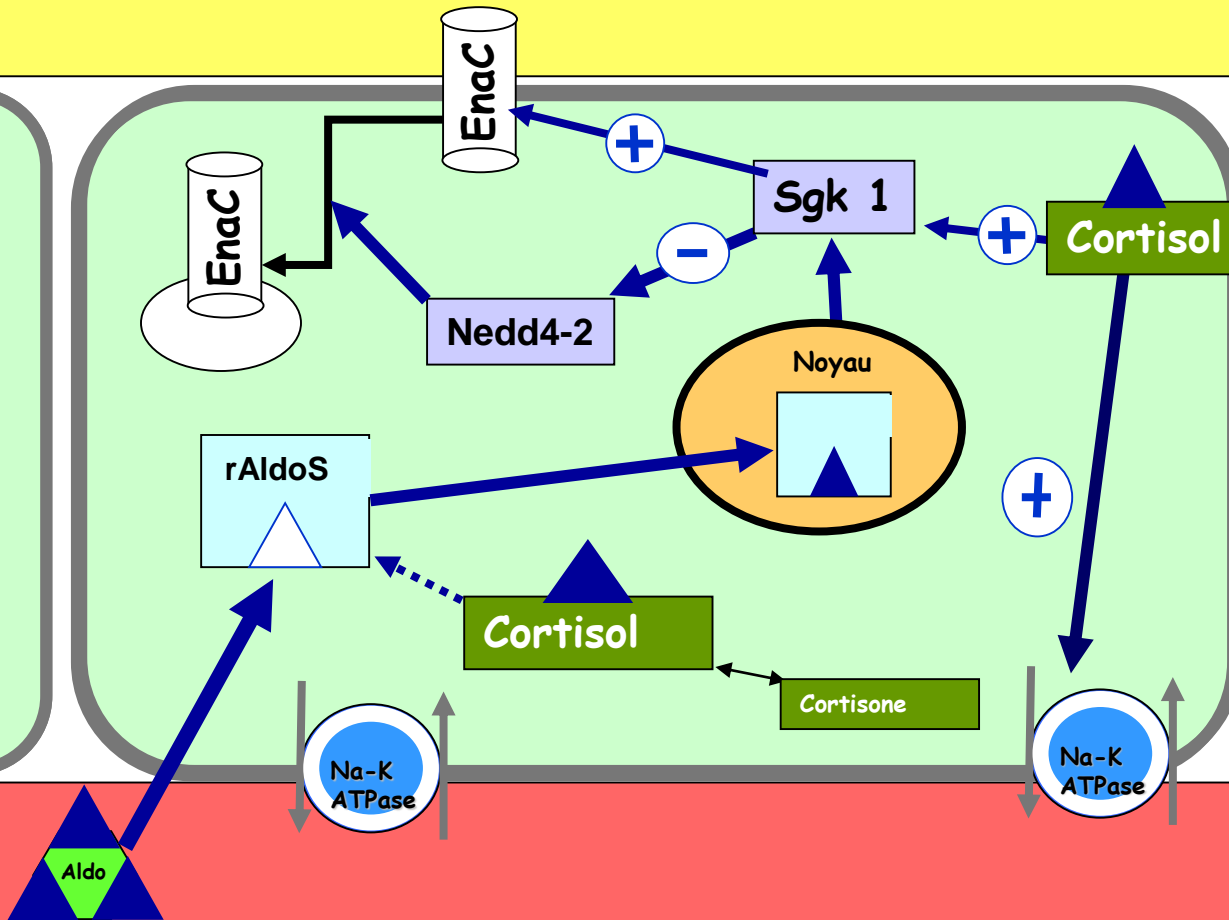 EnaC
EnaC
+
Sgk 1
+
Cortisol
−
Nedd4-2
Noyau
rAldoS
+
Cortisol
Cortisone
Na-K
ATPase
Na-K
ATPase
Aldo